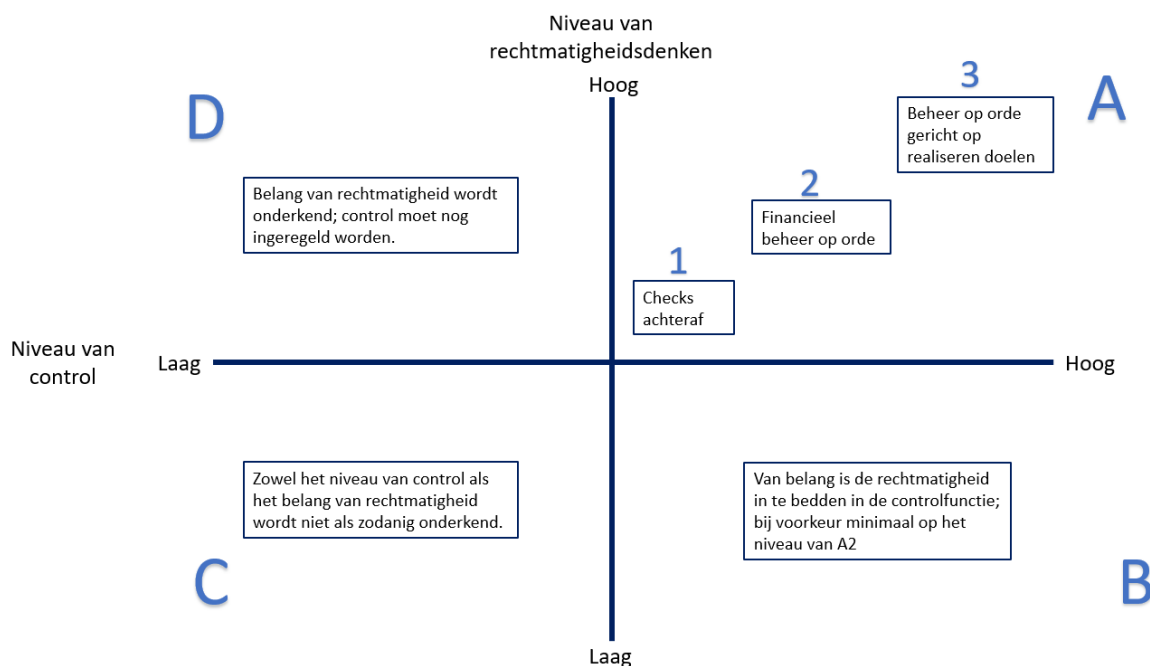 Niveau van
rechtmatigheidsdenken
Hoog
D
Belang van rechtmatigheid wordt
onderkend; control moet nog
ingeregeld worden.
3
A
Beheer op orde
gericht op
realiseren doelen
2
Financieel
beheer op orde
1
Checks
achteraf
Niveau van
control
Laag
Hoog
Zowel het niveau van control als
het belang van rechtmatigheid
wordt niet als zodanig onderkend.
C
Van belang is de rechtmatigheid
in te bedden in de controlfunctie;
bij voorkeur minimaal op het
niveau van A2
B
Laag